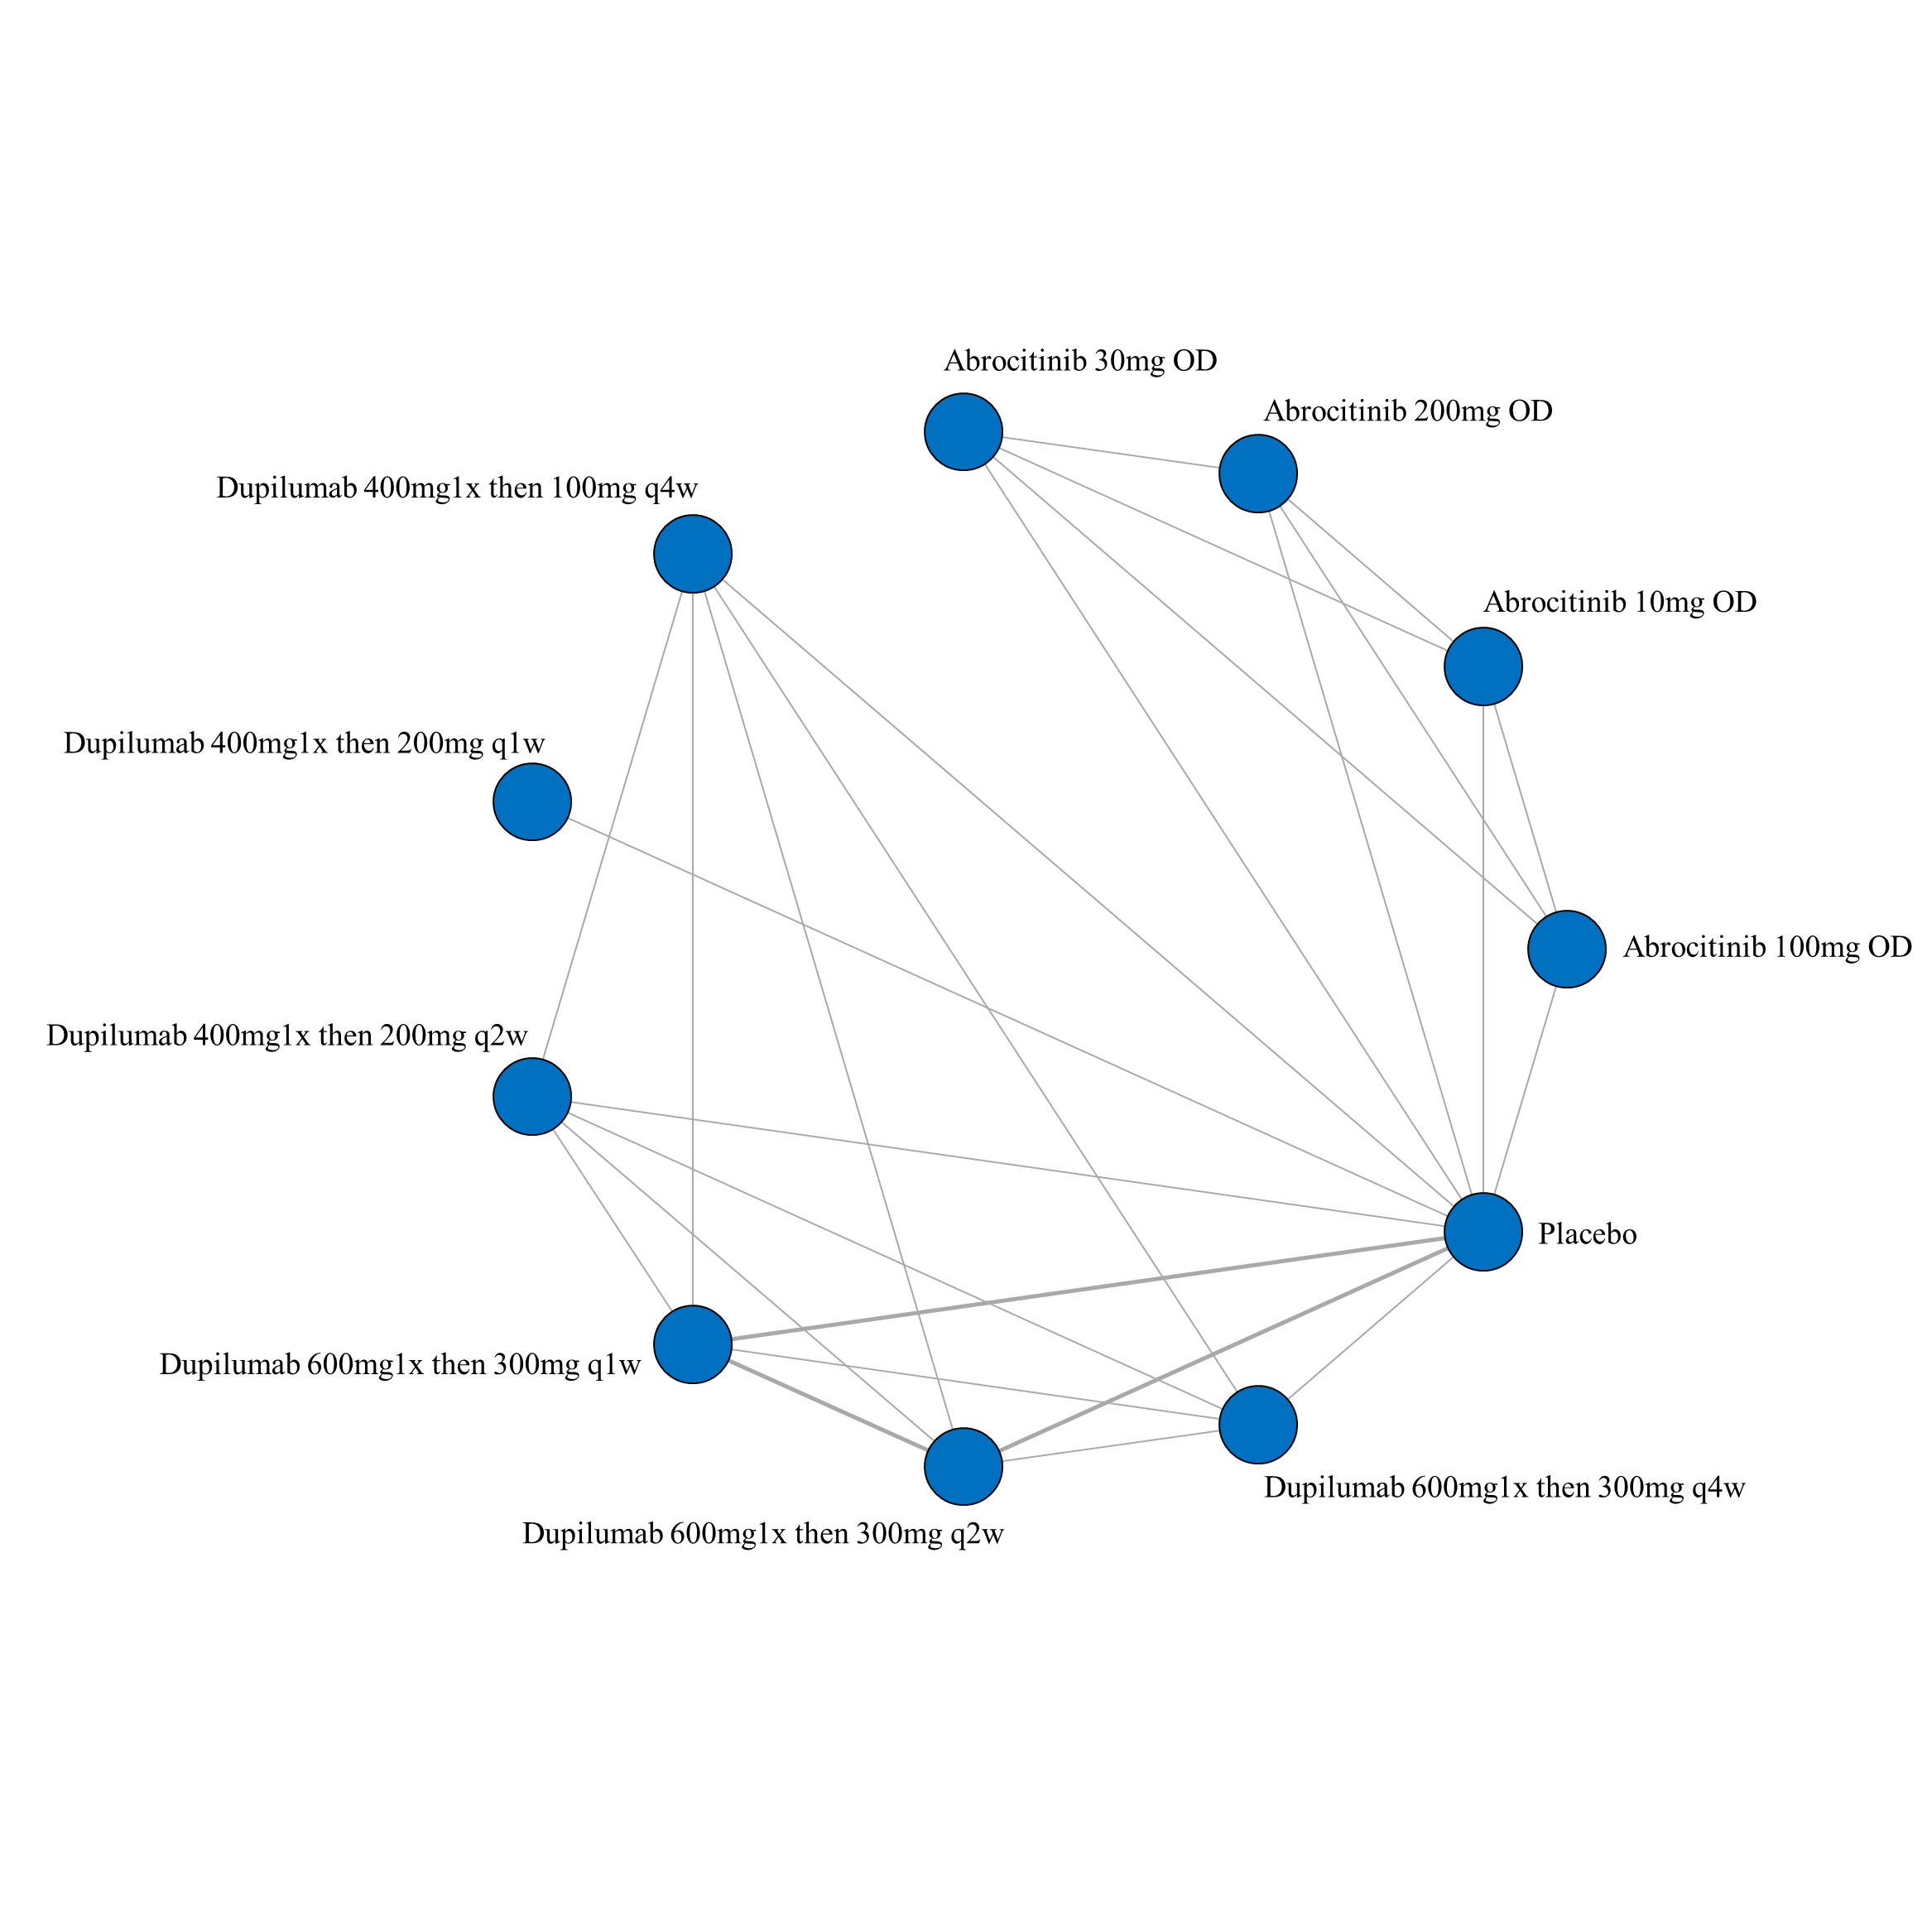 Abrocitinib 30mg OD
Abrocitinib 200mg OD
Dupilumab 400mg1x then 100mg q4w
Abrocitinib 10mg OD
Dupilumab 400mg1x then 200mg q1w
Abrocitinib 100mg OD
Dupilumab 400mg1x then 200mg q2w
Placebo
Dupilumab 600mg1x then 300mg q1w
Dupilumab 600mg1x then 300mg q4w
Dupilumab 600mg1x then 300mg q2w